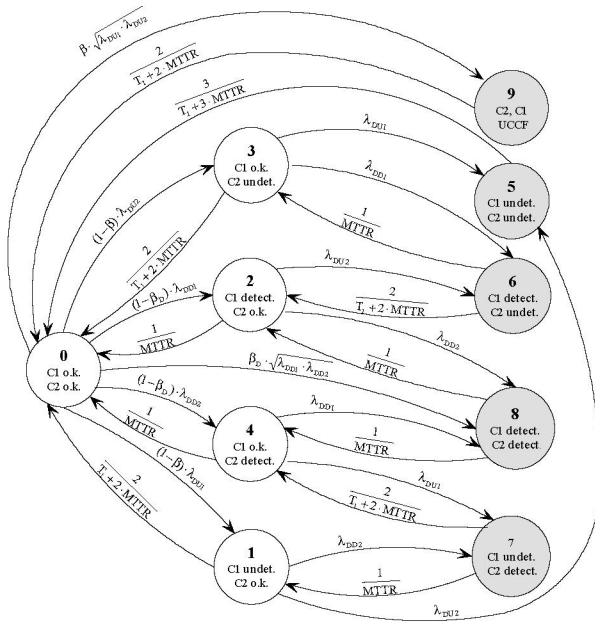 β·√λDU1·λDU2
2 / T1+2·MTTR
3 / T1+3·MTTR
9
C2, C1
UCCF
λDU1
3
C1 o.k.
C2 undet.
5
C1 undet.
C2 undet.
λDD1
(1−β)·λDU2
1 / MTTR
2 / T1+2·MTTR
λDU2
6
C1 detect.
C2 undet.
2
C1 detect.
C2 o.k.
(1−βD)·λDD1
2 / T1+2·MTTR
1 / MTTR
λDD2
0
C1 o.k.
C2 o.k.
βD·√λDD1·λDD2
1 / MTTR
(1−βD)·λDD2
λDD1
8
C1 detect.
C2 detect.
1 / MTTR
4
C1 o.k.
C2 detect.
1 / MTTR
(1−β)·λDU1
λDU1
2 / T1+2·MTTR
2 / T1+2·MTTR
1
C1 undet.
C2 o.k.
λDD2
7
C1 undet.
C2 detect.
1 / MTTR
λDU2